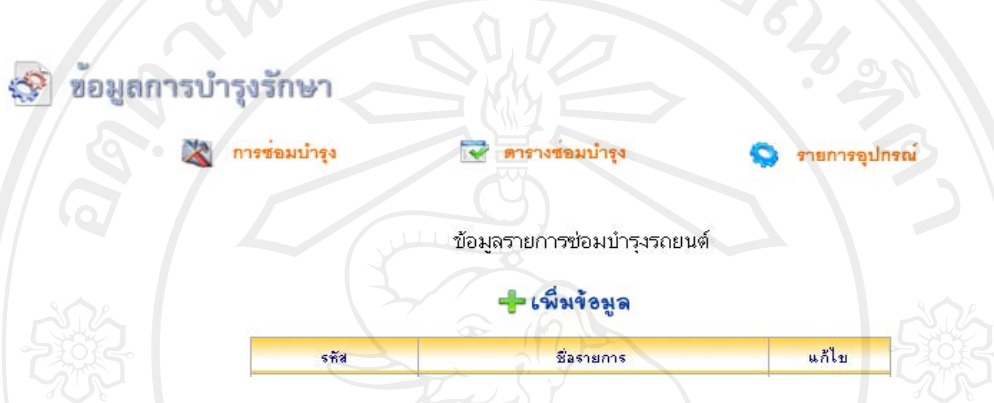 ข้อมูลการบำรุงรักษา
การซ่อมบำรุง ตารางซ่อมบำรุง รายการอุปกรณ์
ข้อมูลรายการซ่อมบำรุงรถยนต์
เพิ่มข้อมูล
รหัส ชื่อรายการ แก้ไข